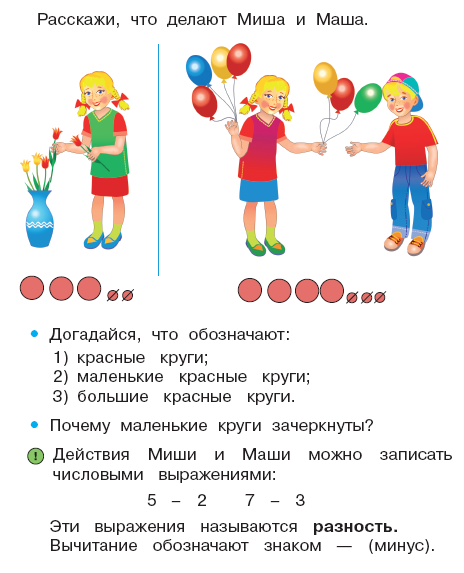 Расскажи, что делают Миша и Маша.
• Догадайся, что обозначают:
1) красные круги;
2) маленькие красные круги;
3) большие красные круги.
• Почему маленькие круги зачеркнуты?
! Действия Миши и Маши можно записать
числовыми выражениями:
5 – 2 7 – 3
Эти выражения называются разность.
Вычитание обозначают знаком — (минус).